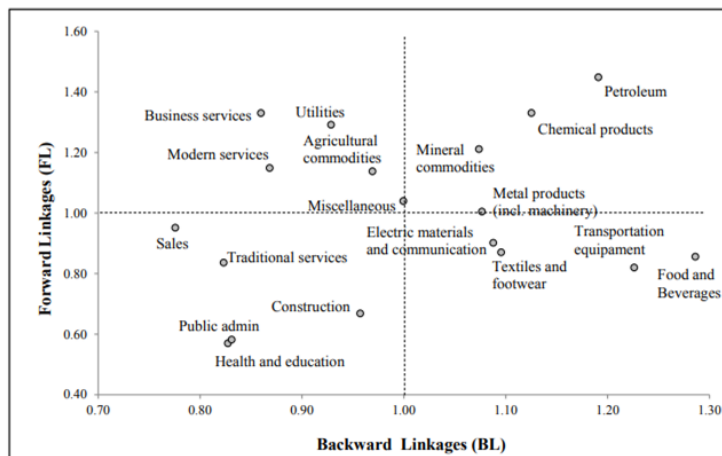 1.60
1.40
1.20
1.00
0.80
0.60
0.40
Forward Linkages (FL)
Petroleum
Business services
Utilities
Chemical products
Agricultural
commodities
Modern services
Mineral
commodities
Miscellaneous
Metal products
(incl. machinery)
Sales
Electric materials
and communication
Transportation
equipament
Traditional services
Textiles and
footwear
Food and
Beverages
Construction
Public admin
Health and education
0.70 0.80 0.90 1.00 1.10 1.20 1.30
Backward Linkages (BL)